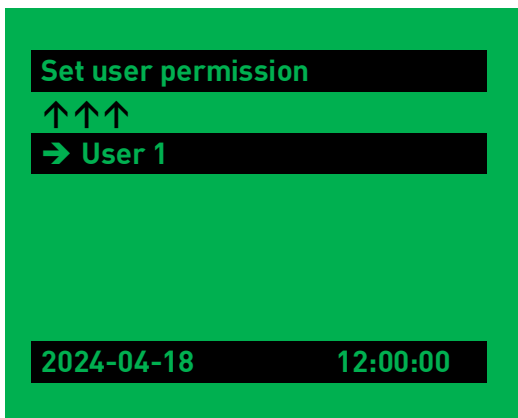 Set user permission
↑↑↑
→ User 1
2024-04-18 12:00:00